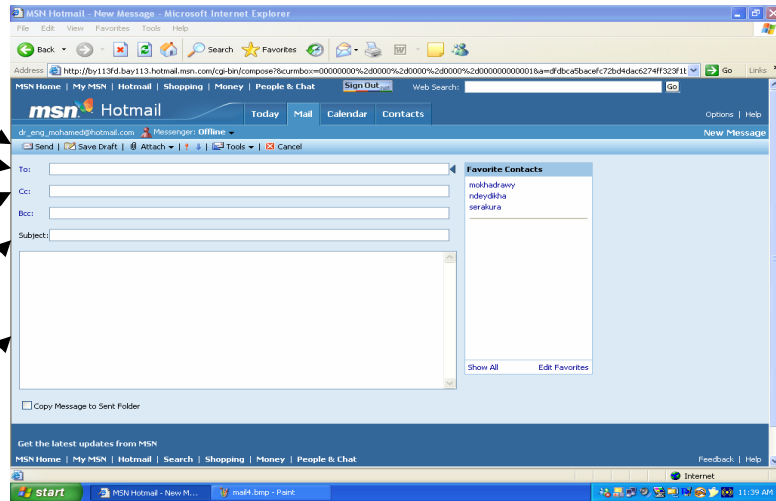 MSN Hotmail - New Message - Microsoft Internet Explorer
File Edit View Favorites Tools Help
Back Search Favorites
Address http://by113fd.bay113.hotmail.msn.com/cgi-bin/compose?&curmbox=00000000%2d0000%2d0000%2d0000%2d000000000001&a=dfdbca5bacefc72bd4dac6274ff323f1b Go Links
MSN Home | My MSN | Hotmail | Shopping | Money | People & Chat Sign Out Web Search: Go
msn Hotmail Today Mail Calendar Contacts Options | Help
dr_eng_mohamed@hotmail.com Messenger: Offline New Message
Send | Save Draft | Attach | Tools | Cancel
To: Favorite Contacts
mokhadrawy
Cc: ndeydikha
serakura
Bcc:
Subject:
Show All Edit Favorites
Copy Message to Sent Folder
Get the latest updates from MSN
MSN Home | My MSN | Hotmail | Search | Shopping | Money | People & Chat Feedback | Help
Internet
start MSN Hotmail - New M... mail4.bmp - Paint 11:39 AM